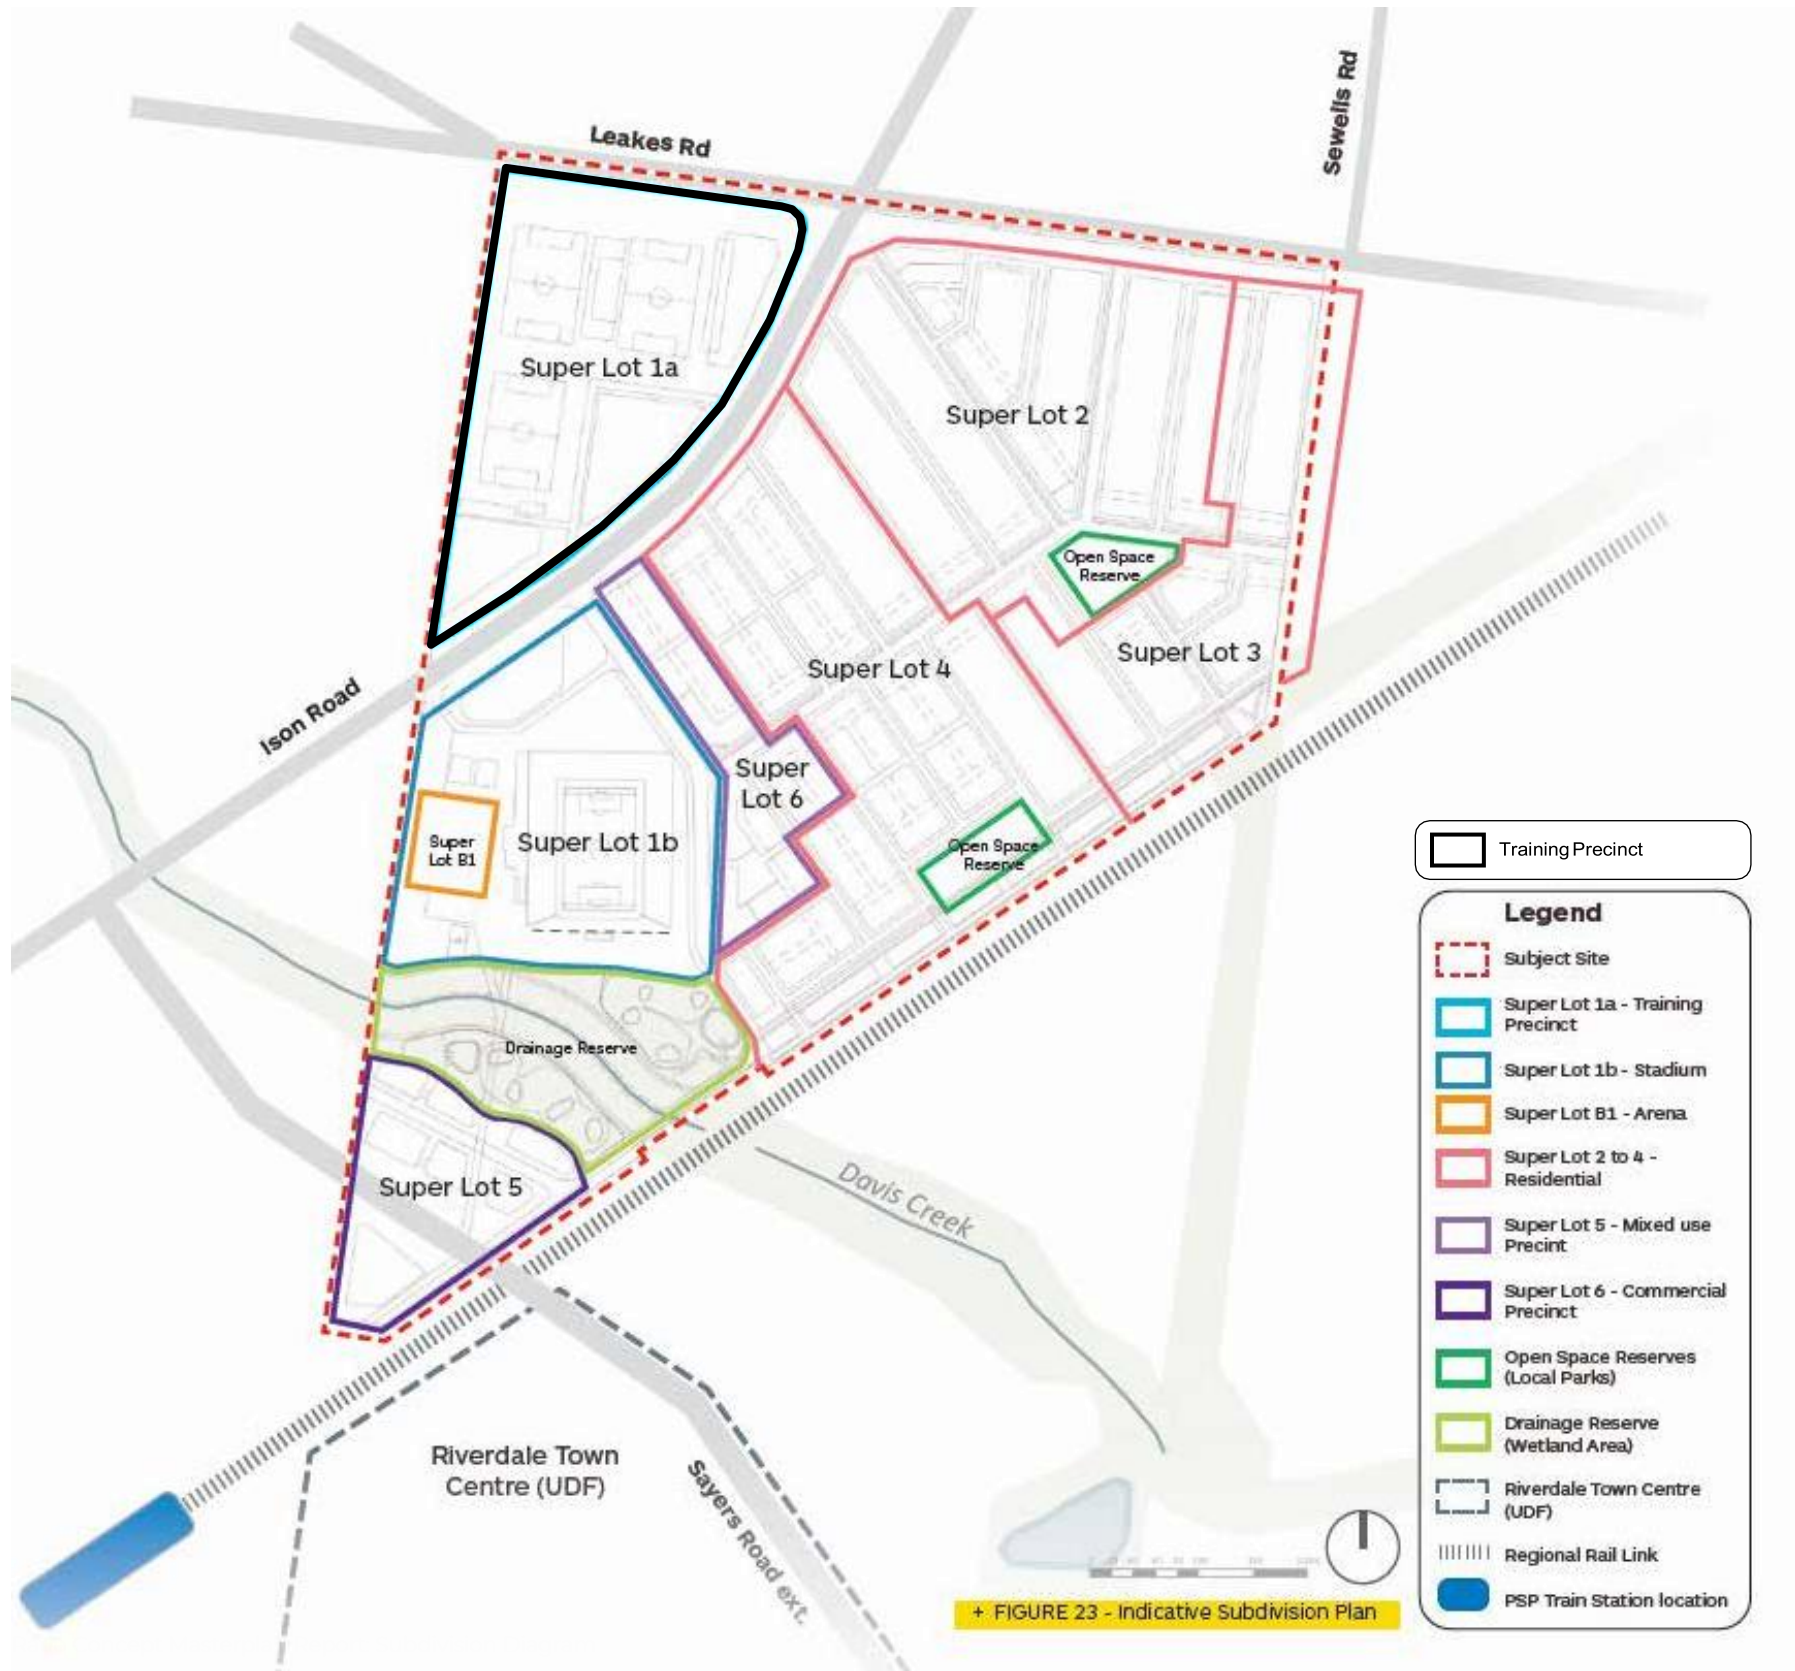 Leakes Rd
Sewells Rd
Super Lot 1a
Super Lot 2
Open Space
Reserve
Super Lot 3
Super Lot 4
Ison Road
Super
Lot 6
Super
Lot B1
Super Lot 1b
Open Space
Reserve
Drainage Reserve
Super Lot 5
Davis Creek
Riverdale Town
Centre (UDF)
Sayers Road ext.
Training Precinct
Legend
Subject Site
Super Lot 1a - Training
Precinct
Super Lot 1b - Stadium
Super Lot B1 - Arena
Super Lot 2 to 4 -
Residential
Super Lot 5 - Mixed use
Precint
Super Lot 6 - Commercial
Precinct
Open Space Reserves
(Local Parks)
Drainage Reserve
(Wetland Area)
Riverdale Town Centre
(UDF)
Regional Rail Link
PSP Train Station location
+ FIGURE 23 - Indicative Subdivision Plan